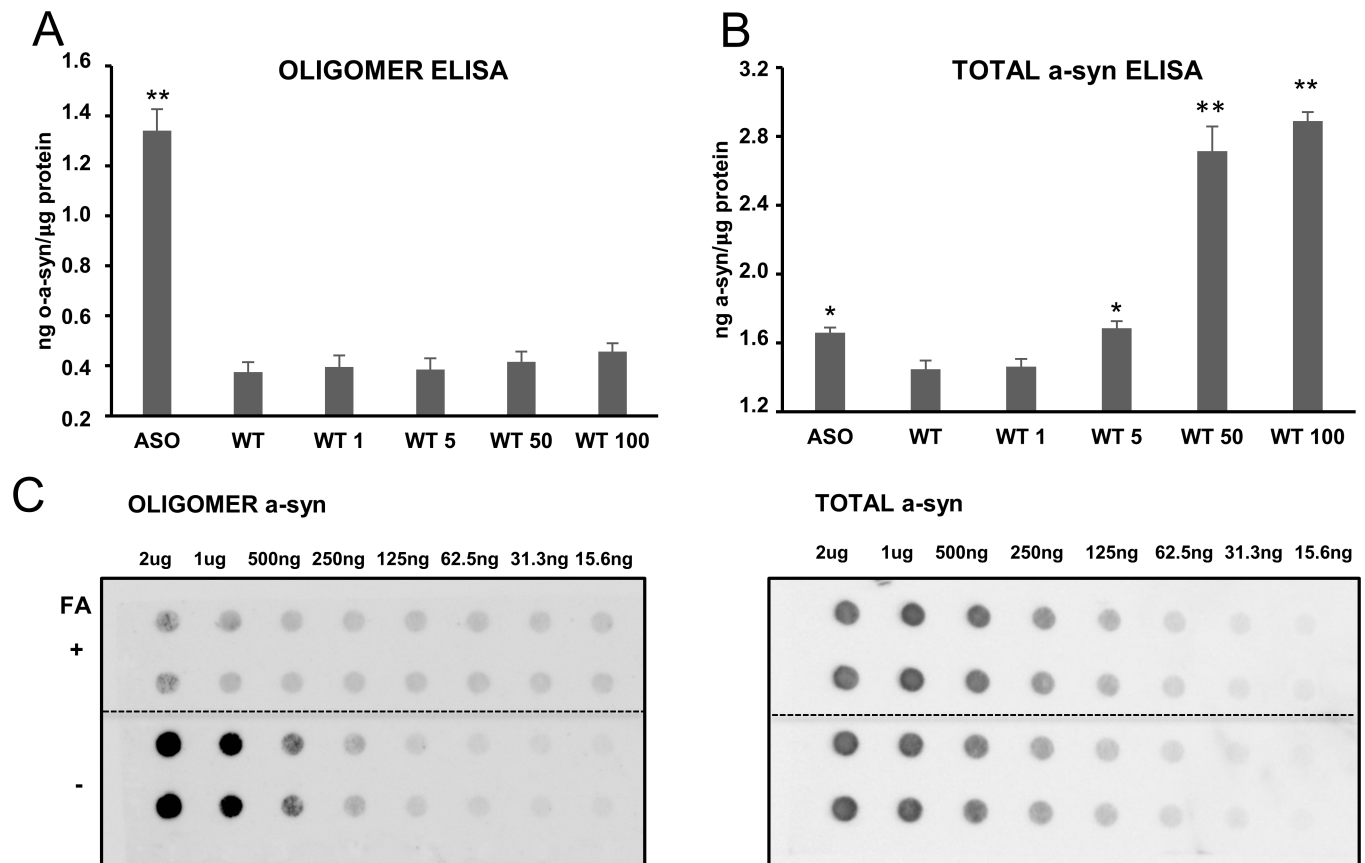 A
OLIGOMER ELISA
ng o-a-syn/µg protein
1.6
1.4
1.2
1.0
0.8
0.6
0.4
0.2
**
ASO WT WT 1 WT 5 WT 50 WT 100
B
TOTAL a-syn ELISA
ng a-syn/µg protein
3.2
2.8
2.4
2.0
1.6
1.2
* * ** **
ASO WT WT 1 WT 5 WT 50 WT 100
C
OLIGOMER a-syn
2ug 1ug 500ng 250ng 125ng 62.5ng 31.3ng 15.6ng
FA
+
-
TOTAL a-syn
2ug 1ug 500ng 250ng 125ng 62.5ng 31.3ng 15.6ng